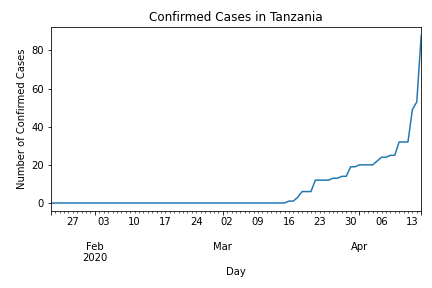 Confirmed Cases in Tanzania
Number of Confirmed Cases
80
60
40
20
0
27 03 10 17 24 02 09 16 23 30 06 13
Feb Mar Apr
2020
Day